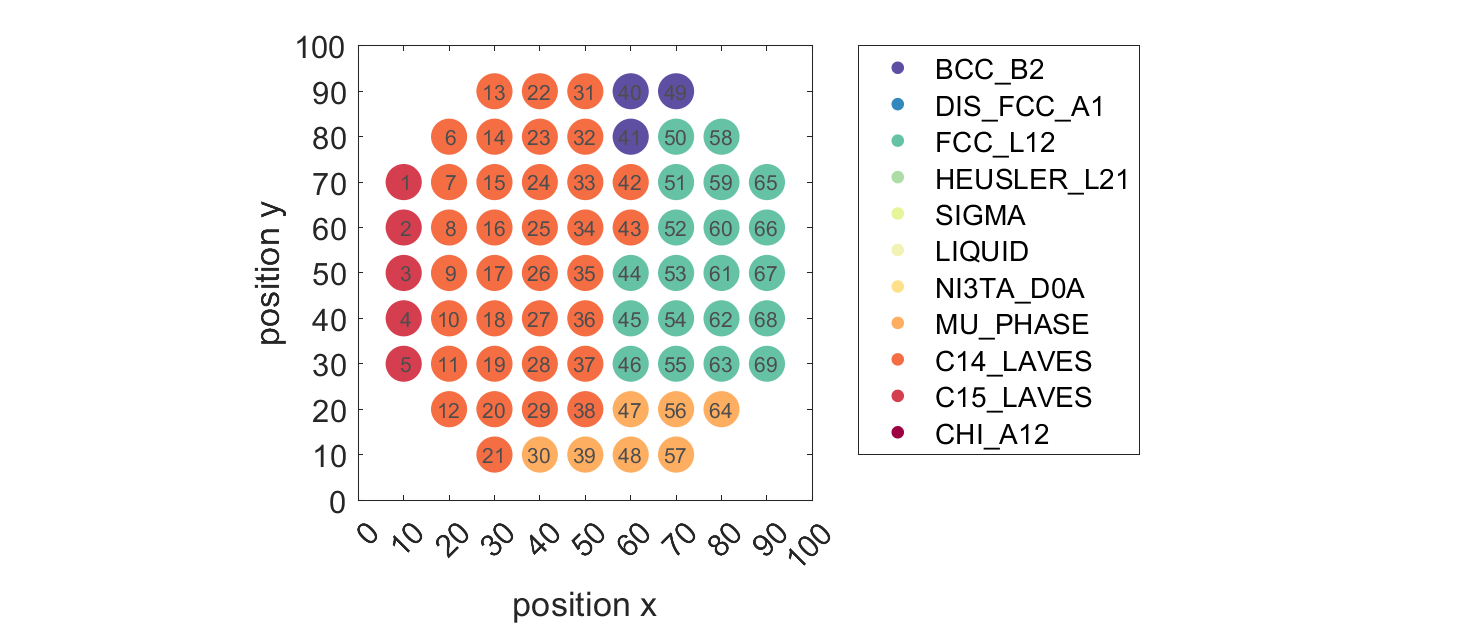 100
90 13 22 31 40 49
80 6 14 23 32 41 50 58
70 1 7 15 24 33 42 51 59 65
60 2 8 16 25 34 43 52 60 66
50 3 9 17 26 35 44 53 61 67
40 4 10 18 27 36 45 54 62 68
30 5 11 19 28 37 46 55 63 69
20 12 20 29 38 47 56 64
10 21 30 39 48 57
0
0 10 20 30 40 50 60 70 80 90 100
position x
position y
BCC_B2
DIS_FCC_A1
FCC_L12
HEUSLER_L21
SIGMA
LIQUID
NI3TA_D0A
MU_PHASE
C14_LAVES
C15_LAVES
CHI_A12